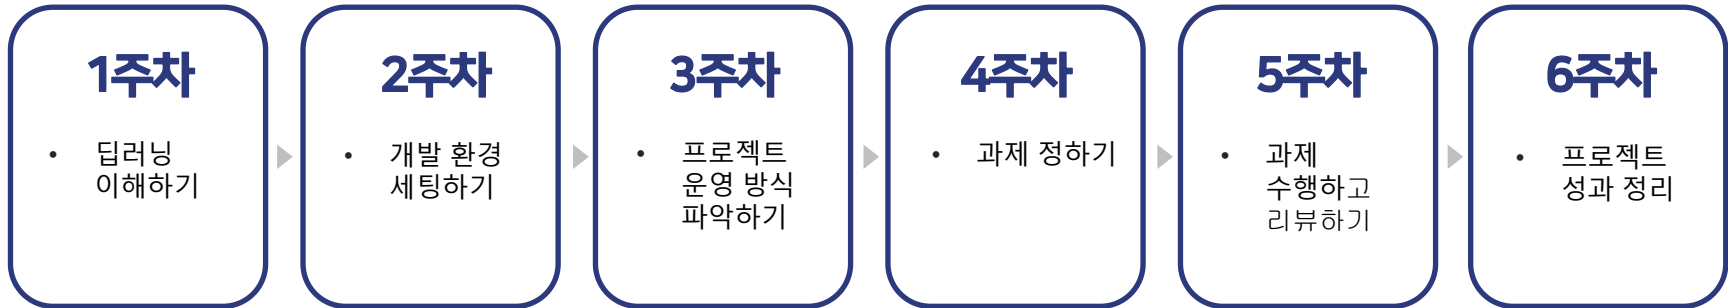 1주차
• 딥러닝
이해하기
2주차
• 개발 환경
세팅하기
3주차
• 프로젝트
운영 방식
파악하기
4주차
• 과제 정하기
5주차
• 과제
수행하고
리뷰하기
6주차
• 프로젝트
성과 정리